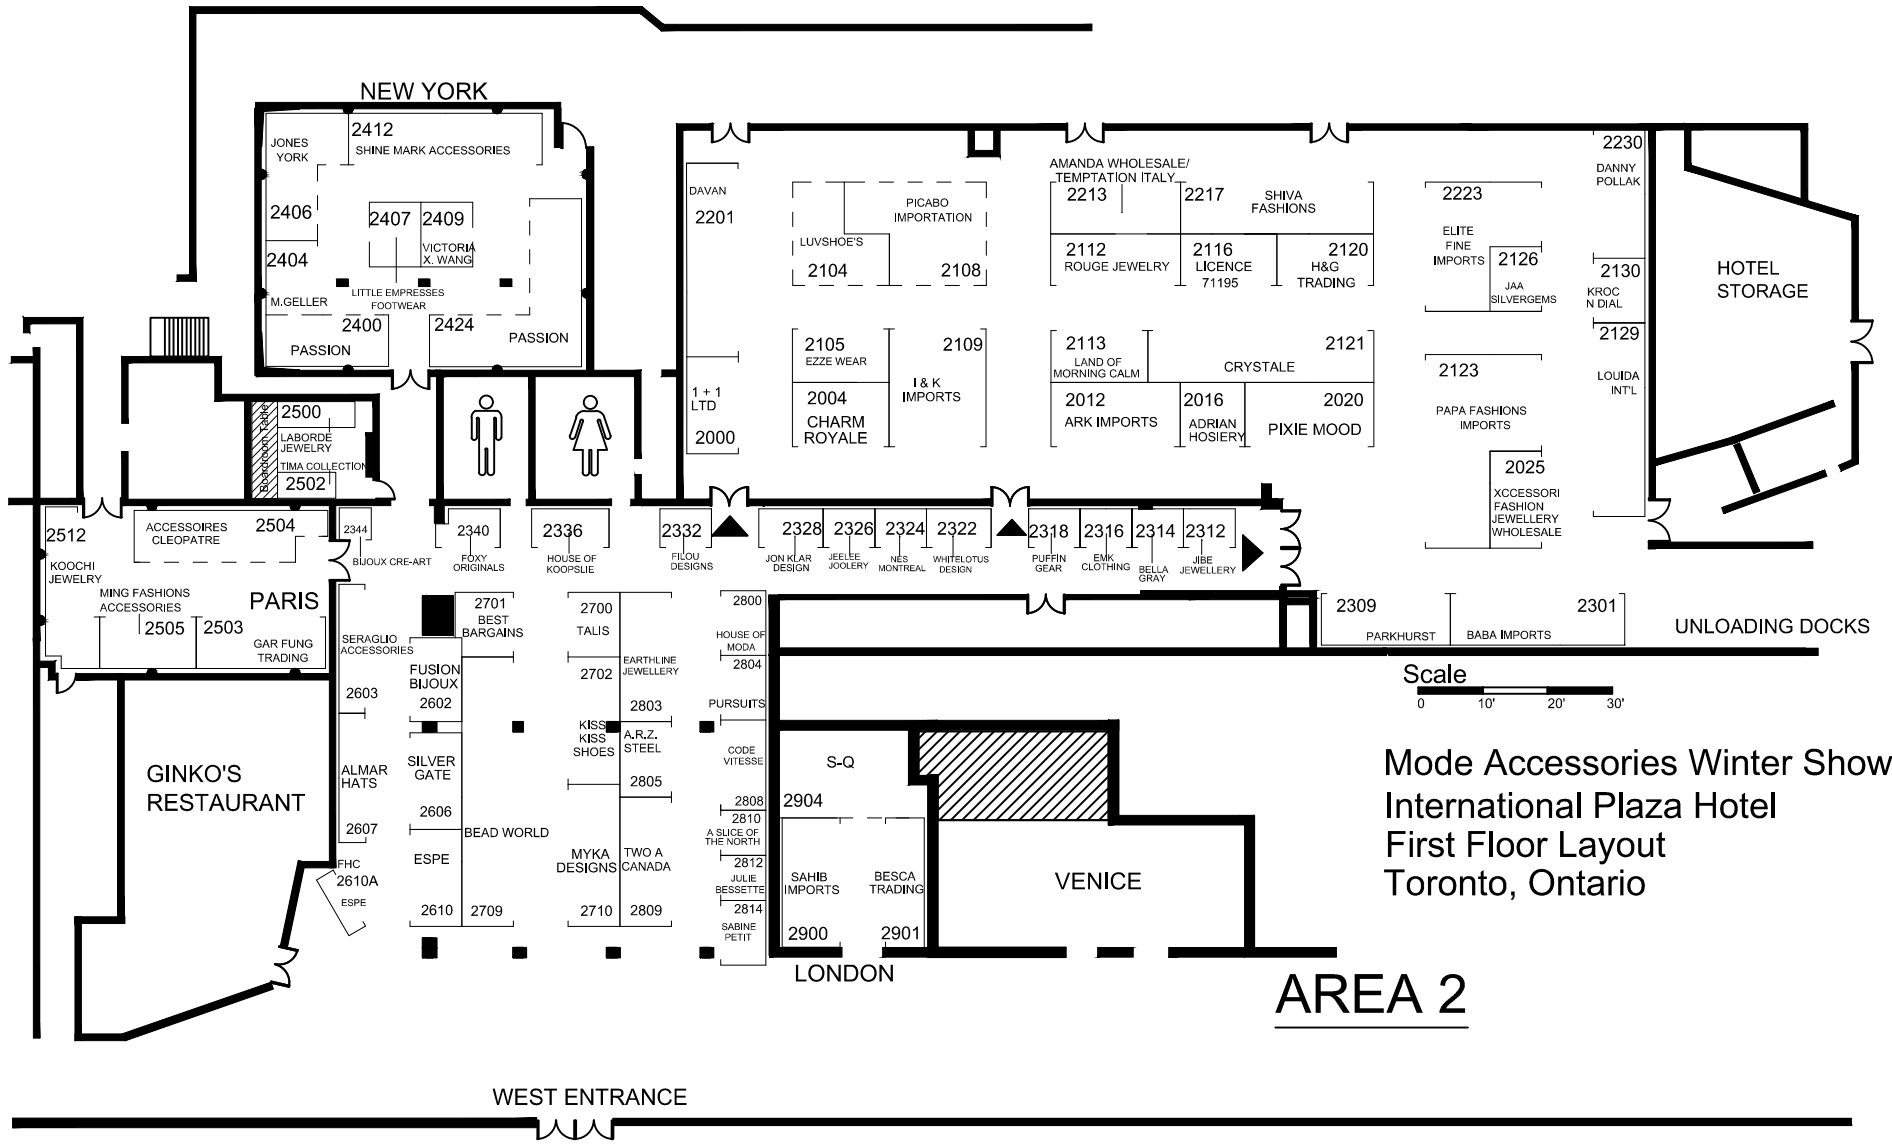 NEW YORK
JONES
YORK
2412
SHINE MARK ACCESSORIES
2406
2407
2409
VICTORIA
X. WANG
2404
M.GELLER
LITTLE EMPRESSES
FOOTWEAR
2400
PASSION
2424
PASSION
2500
LABORDE
JEWELRY
TIMA COLLECTION
2502
Boardroom Table
DAVAN
2201
1 + 1
LTD
2000
PICABO
IMPORTATION
LUVSHOE'S
2104
2108
2105
EZZE WEAR
2109
I & K
IMPORTS
2004
CHARM
ROYALE
AMANDA WHOLESALE/
TEMPTATION ITALY
2213
2217
SHIVA
FASHIONS
2112
ROUGE JEWELRY
2116
LICENCE
71195
2120
H&G
TRADING
2113
LAND OF
MORNING CALM
2121
CRYSTALE
2012
ARK IMPORTS
2016
ADRIAN
HOSIERY
2020
PIXIE MOOD
2223
ELITE
FINE
IMPORTS
2126
JAA
SILVERGEMS
2123
PAPA FASHIONS
IMPORTS
2025
XCCESSORI
FASHION
JEWELLERY
WHOLESALE
2230
DANNY
POLLAK
2130
KROC
N DIAL
2129
LOUIDA
INT'L
HOTEL
STORAGE
2512
KOOCHI
JEWELRY
ACCESSOIRES
CLEOPATRE
2504
MING FASHIONS
ACCESSORIES
2505
2503
GAR FUNG
TRADING
PARIS
2344
BIJOUX CRE-ART
2340
FOXY
ORIGINALS
2336
HOUSE OF
KOOPSLIE
2332
FILOU
DESIGNS
2328
JON KLAR
DESIGN
2326
JEELEE
JOOLERY
2324
NES
MONTREAL
2322
WHITELOTUS
DESIGN
2318
PUFFIN
GEAR
2316
EMK
CLOTHING
2314
BELLA
GRAY
2312
JIBE
JEWELLERY
2309
PARKHURST
2301
BABA IMPORTS
UNLOADING DOCKS
SERAGLIO
ACCESSORIES
2603
ALMAR
HATS
2607
FHC
2610A
ESPE
FUSION
BIJOUX
2602
SILVER
GATE
2606
ESPE
2610
2701
BEST
BARGAINS
BEAD WORLD
2709
2700
TALIS
2702
KISS
KISS
SHOES
MYKA
DESIGNS
2710
EARTHLINE
JEWELLERY
2803
A.R.Z.
STEEL
2805
TWO A
CANADA
2809
2800
HOUSE OF
MODA
2804
PURSUITS
CODE
VITESSE
2808
2810
A SLICE OF
THE NORTH
2812
JULIE
BESSETTE
2814
SABINE
PETIT
S-Q
2904
SAHIB
IMPORTS
2900
BESCA
TRADING
2901
LONDON
VENICE
GINKO'S
RESTAURANT
Scale
0 10' 20' 30'
Mode Accessories Winter Show
International Plaza Hotel
First Floor Layout
Toronto, Ontario
AREA 2
WEST ENTRANCE